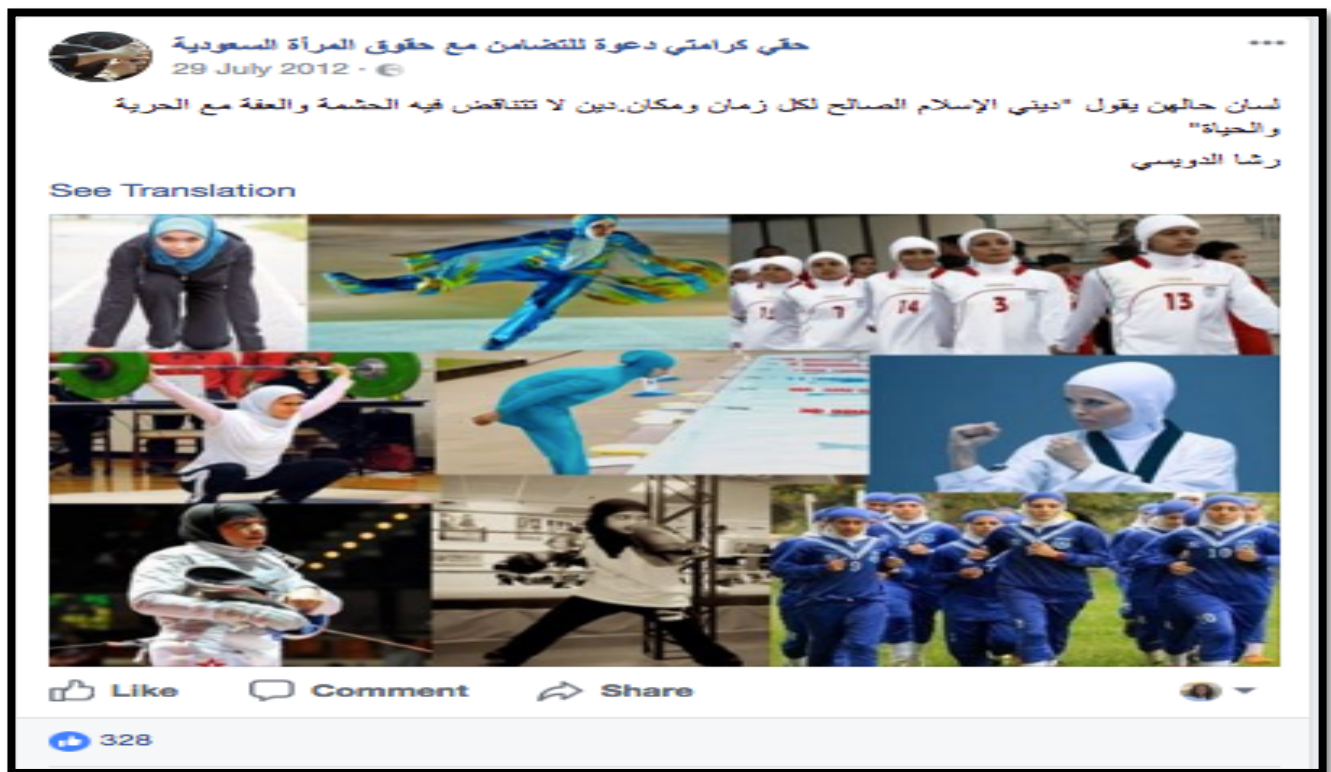 حقي كرامتي دعوة للتضامن مع حقوق المرأة السعودية
29 July 2012
لسان حالهن يقول "ديني الإسلام الصالح لكل زمان ومكان.دين لا تتناقض فيه الحشمة والعفة مع الحرية
والحياة"
رشا الدويسي
See Translation
14
3
13
9
10
Like Comment Share
328